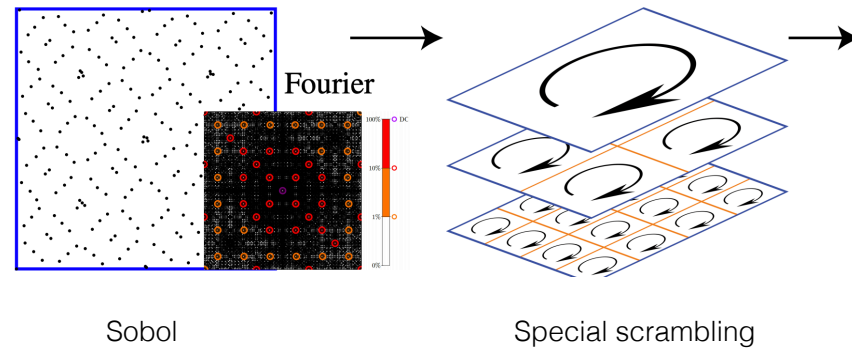 Fourier
100%
DC
10%
1%
0%
Sobol
Special scrambling